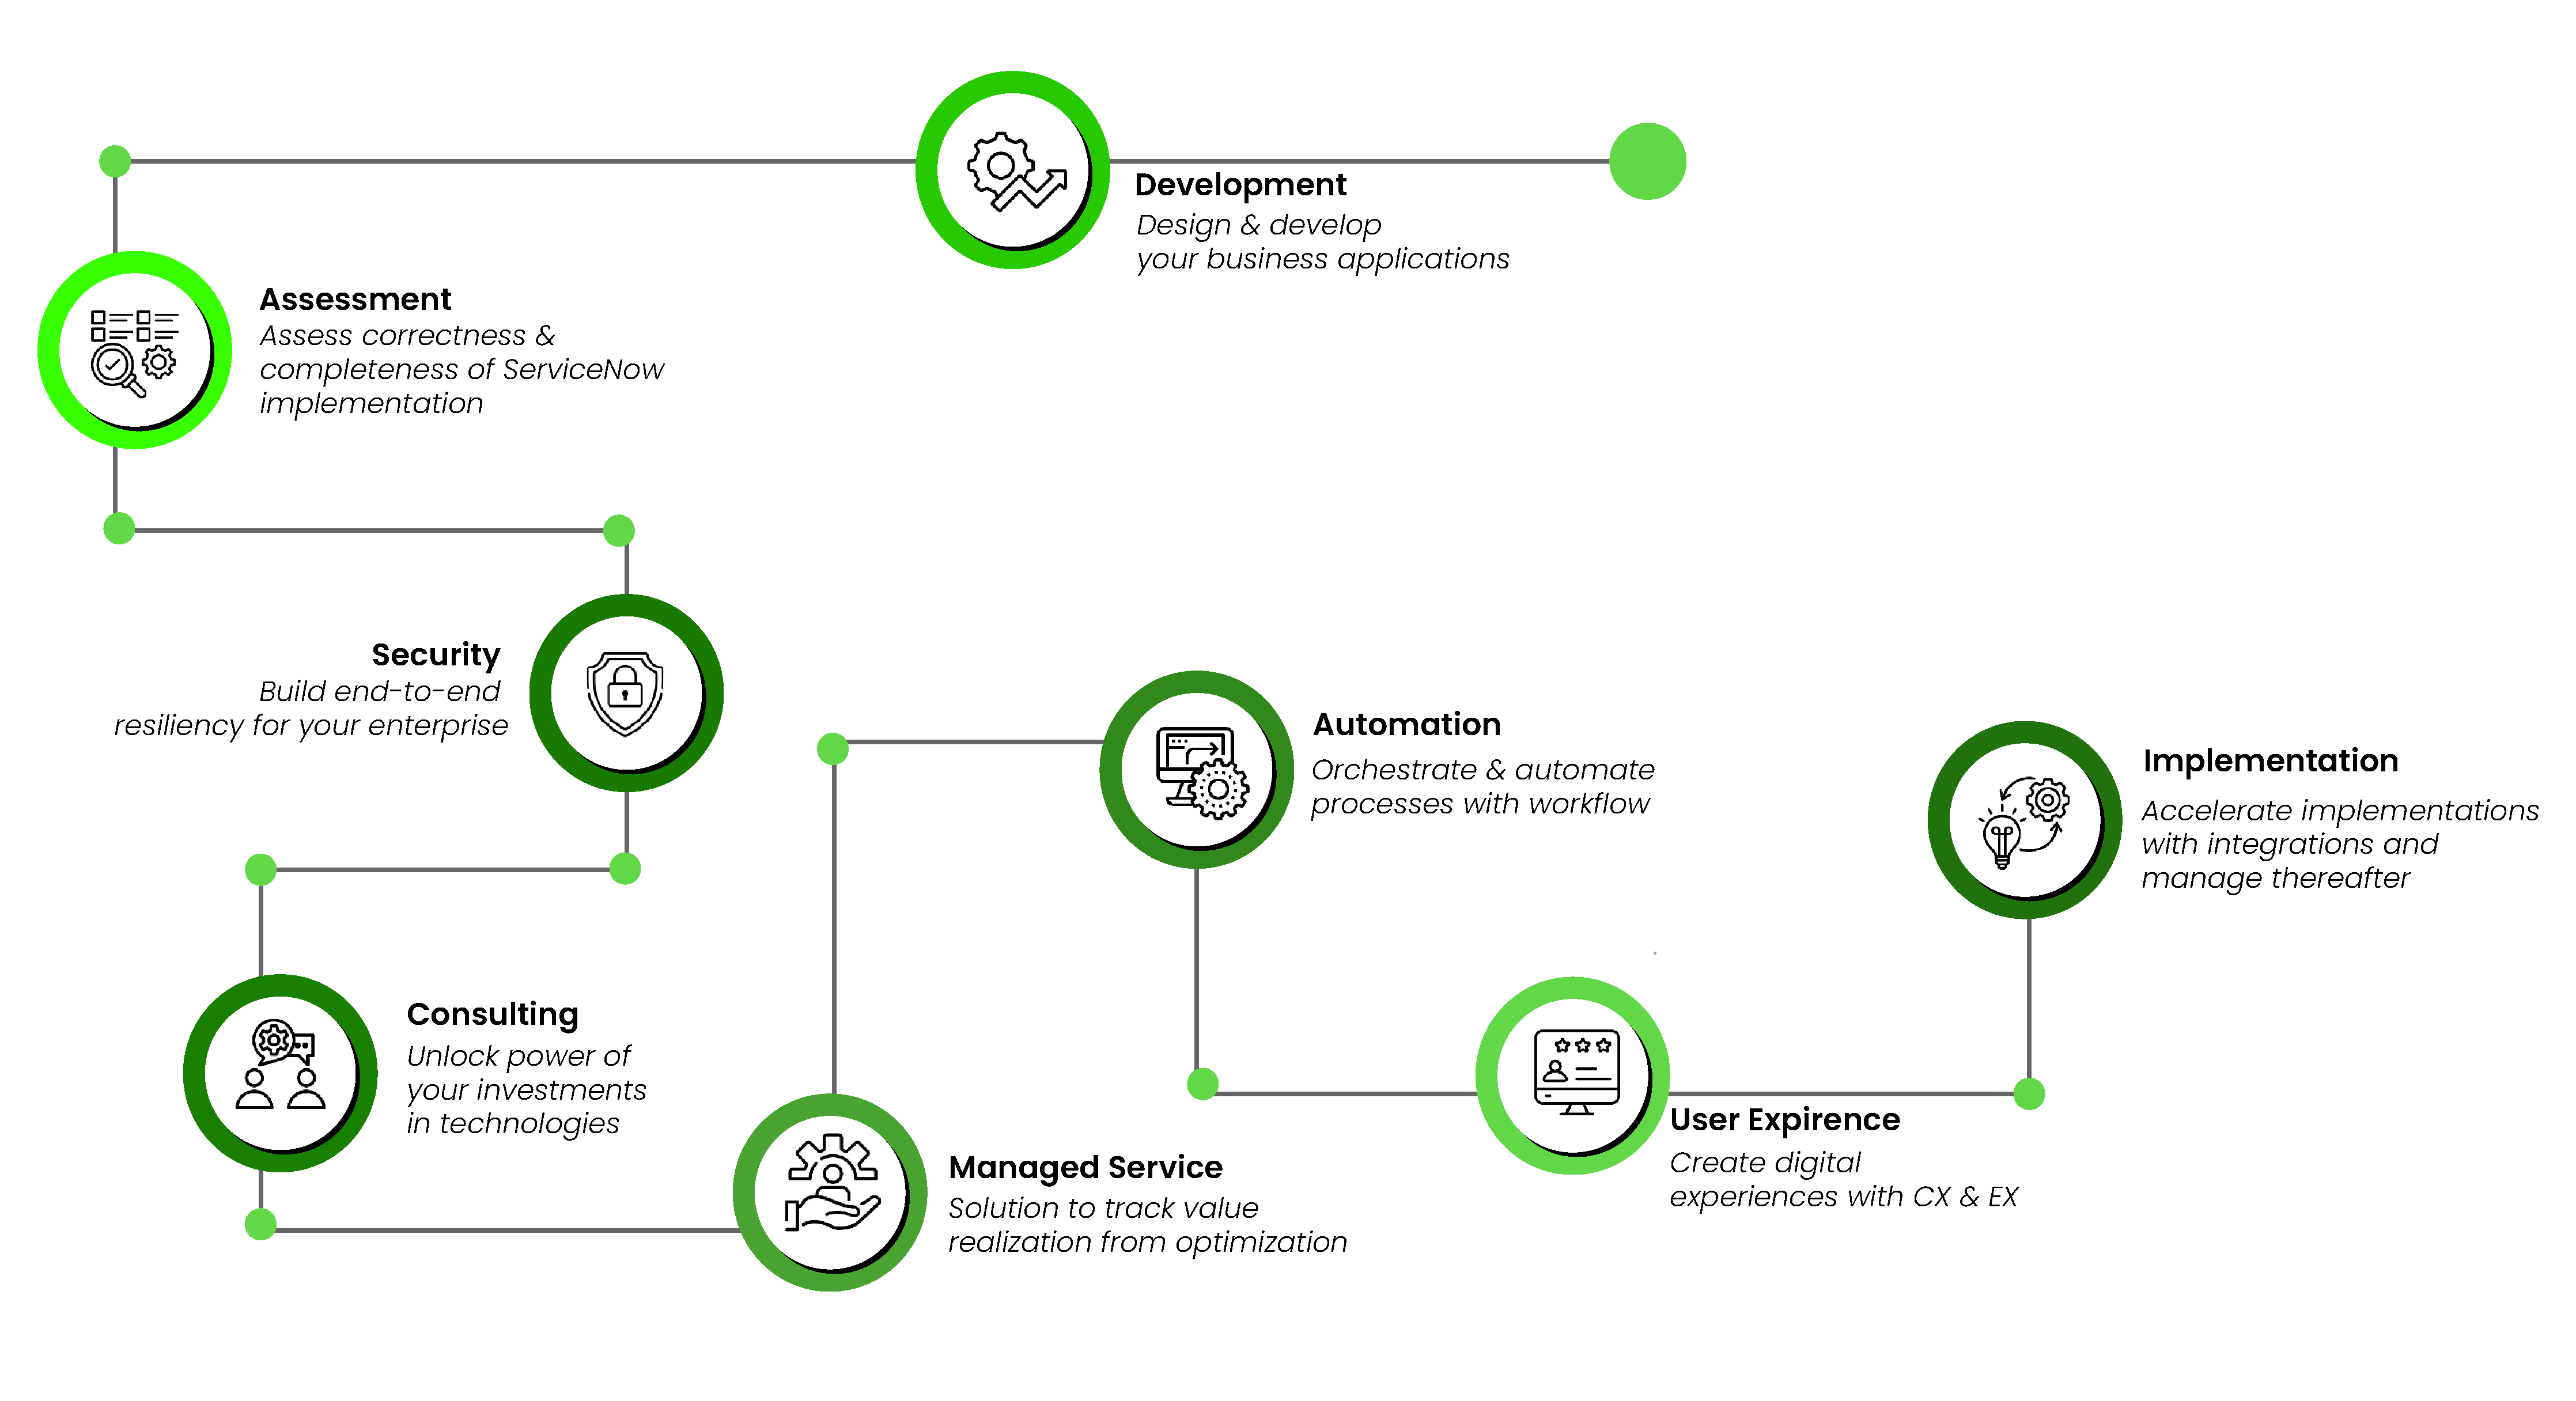 Development
Design & develop
your business applications
Assessment
Assess correctness &
completeness of ServiceNow
implementation
Security
Build end-to-end
resiliency for your enterprise
Automation
Orchestrate & automate
processes with workflow
Implementation
Accelerate implementations
with integrations and
manage thereafter
Consulting
Unlock power of
your investments
in technologies
Managed Service
Solution to track value
realization from optimization
User Expirence
Create digital
experiences with CX & EX